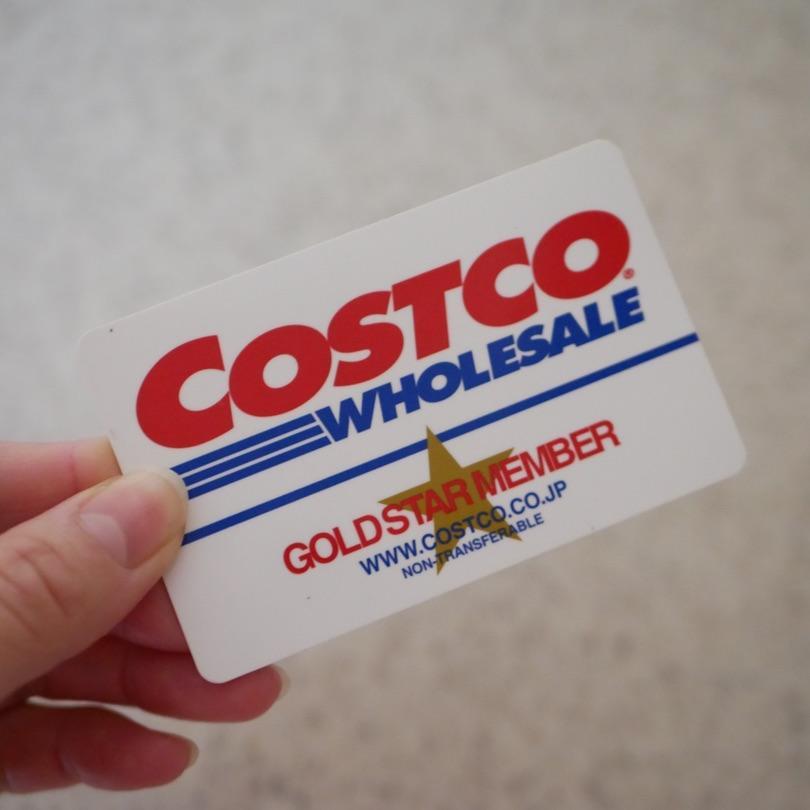 COSTCO®
WHOLESALE
GOLD STAR MEMBER
WWW.COSTCO.CO.JP
NON-TRANSFERABLE